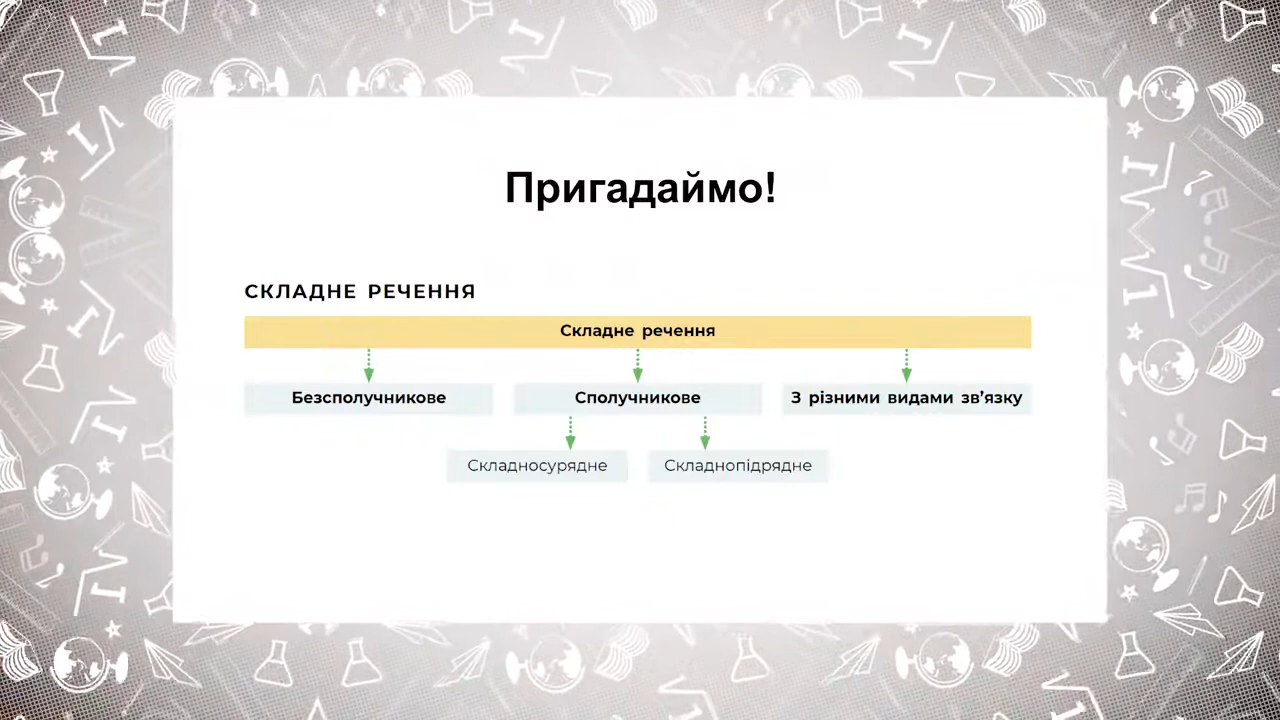 Пригадаймо!
СКЛАДНЕ РЕЧЕННЯ
Складне речення
Безсполучникове
Сполучникове
З різними видами зв’язку
Складносурядне
Складнопідрядне